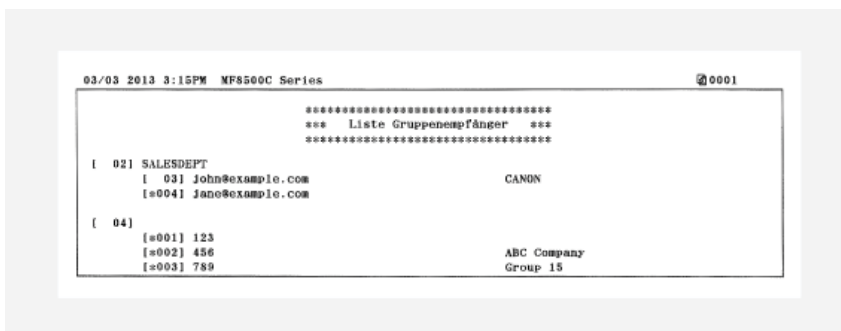 03/03 2013 3:15PM MF8500C Series 0001
**********************************
*** Liste Gruppenempfänger ***
**********************************
[ 02] SALESDEPT
[ 03] john@example.com CANON
[*004] jane@example.com
[ 04]
[*001] 123
[*002] 456 ABC Company
[*003] 789 Group 15